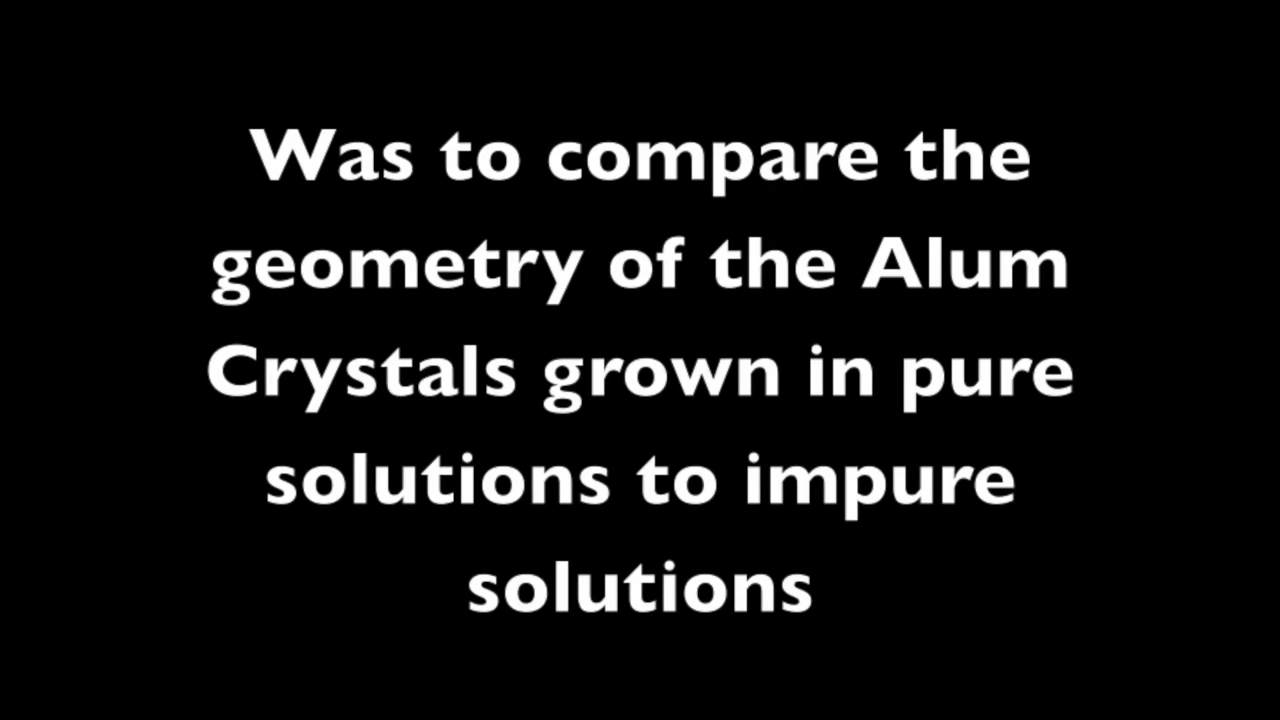 Was to compare the
geometry of the Alum
Crystals grown in pure
solutions to impure
solutions